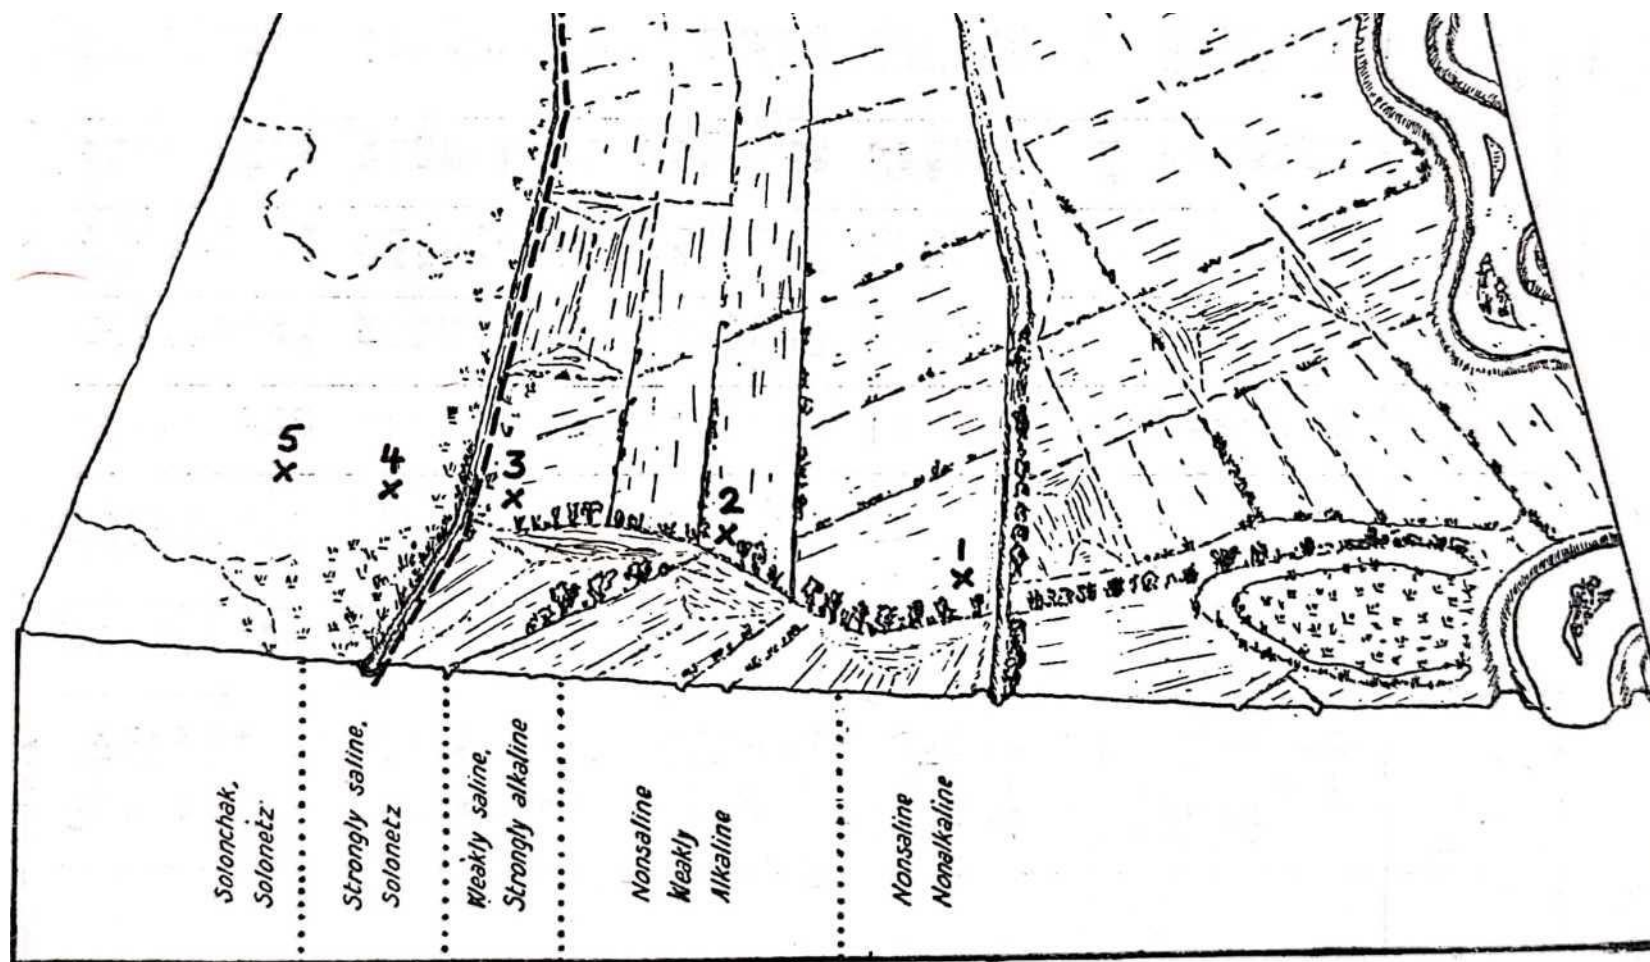 5
x
4
x
3
x
2
x
1
x
Solonchak,
Solonetz
Strongly saline,
Solonetz
Weakly saline,
Strongly alkaline
Nonsaline
Weakly
Alkaline
Nonsaline
Nonalkaline